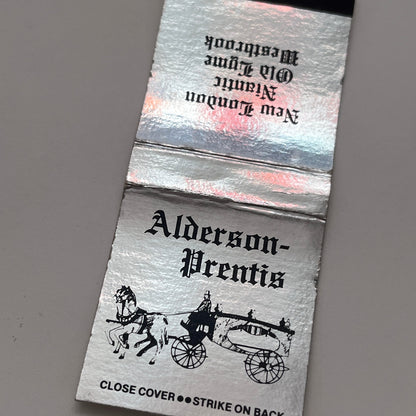 New London
Niantic
Old Lyme
Westbrook
Alderson-
Prentis
CLOSE COVER●●STRIKE ON BACK